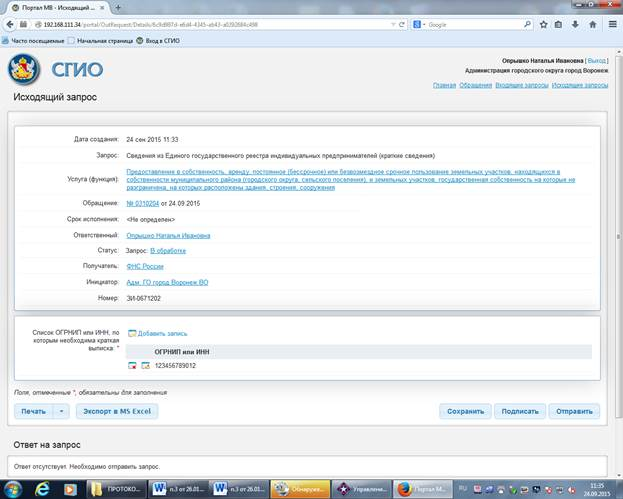 Портал МВ - Исходящий ...
192.168.111.34/portal/OutRequest/Details/6c9d997d-e6d4-4345-ab43-a0392684c498
Google
Часто посещаемые Начальная страница Вход в СГИО
СГИО
Опрышко Наталья Ивановна [ Выход ]
Администрация городского округа город Воронеж
Главная Обращения Входящие запросы Исходящие запросы
Исходящий запрос
Дата создания: 24 сен 2015 11:33
Запрос: Сведения из Единого государственного реестра индивидуальных предпринимателей (краткие сведения)
Услуга (функция): Предоставление в собственность, аренду, постоянное (бессрочное) или безвозмездное срочное пользование земельных участков, находящихся в
собственности муниципального района (городского округа, сельского поселения), и земельных участков, государственная собственность на которые не
разграничена, на которых расположены здания, строения, сооружения
Обращение: № 0310204 от 24.09.2015
Срок исполнения: <Не определен>
Ответственный: Опрышко Наталья Ивановна
Статус: Запрос: В обработке
Получатель: ФНС России
Инициатор: Адм. ГО город Воронеж ВО
Номер: ЗИ-0671202
Список ОГРНИП или ИНН, по
которым необходима краткая
выписка: *
Добавить запись
ОГРНИП или ИНН
123456789012
Поля, отмеченные *, обязательны для заполнения
Печать Экспорт в MS Excel Сохранить Подписать Отправить
Ответ на запрос
Ответ отсутствует. Необходимо отправить запрос.
ПРОТОКО... п.3 от 26.01... п.3 от 26.01... Обнаруже... Управлени... Портал М... RU
11:35
24.09.2015